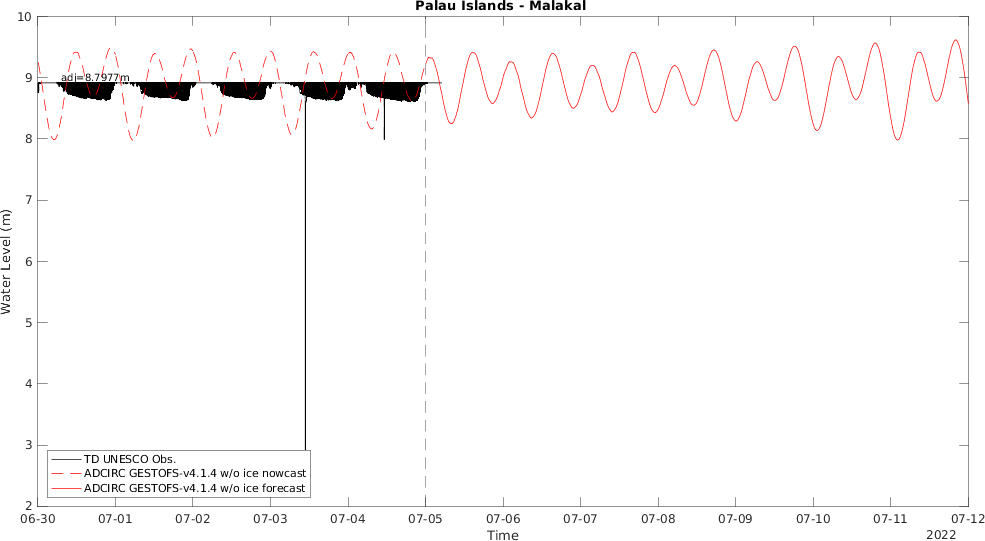 Palau Islands - Malakal
10
9
8
7
6
5
4
3
2
Water Level (m)
adj=8.7977m
TD UNESCO Obs.
ADCIRC GESTOFS-v4.1.4 w/o ice nowcast
ADCIRC GESTOFS-v4.1.4 w/o ice forecast
06-30 07-01 07-02 07-03 07-04 07-05 07-06 07-07 07-08 07-09 07-10 07-11 07-12
Time
2022